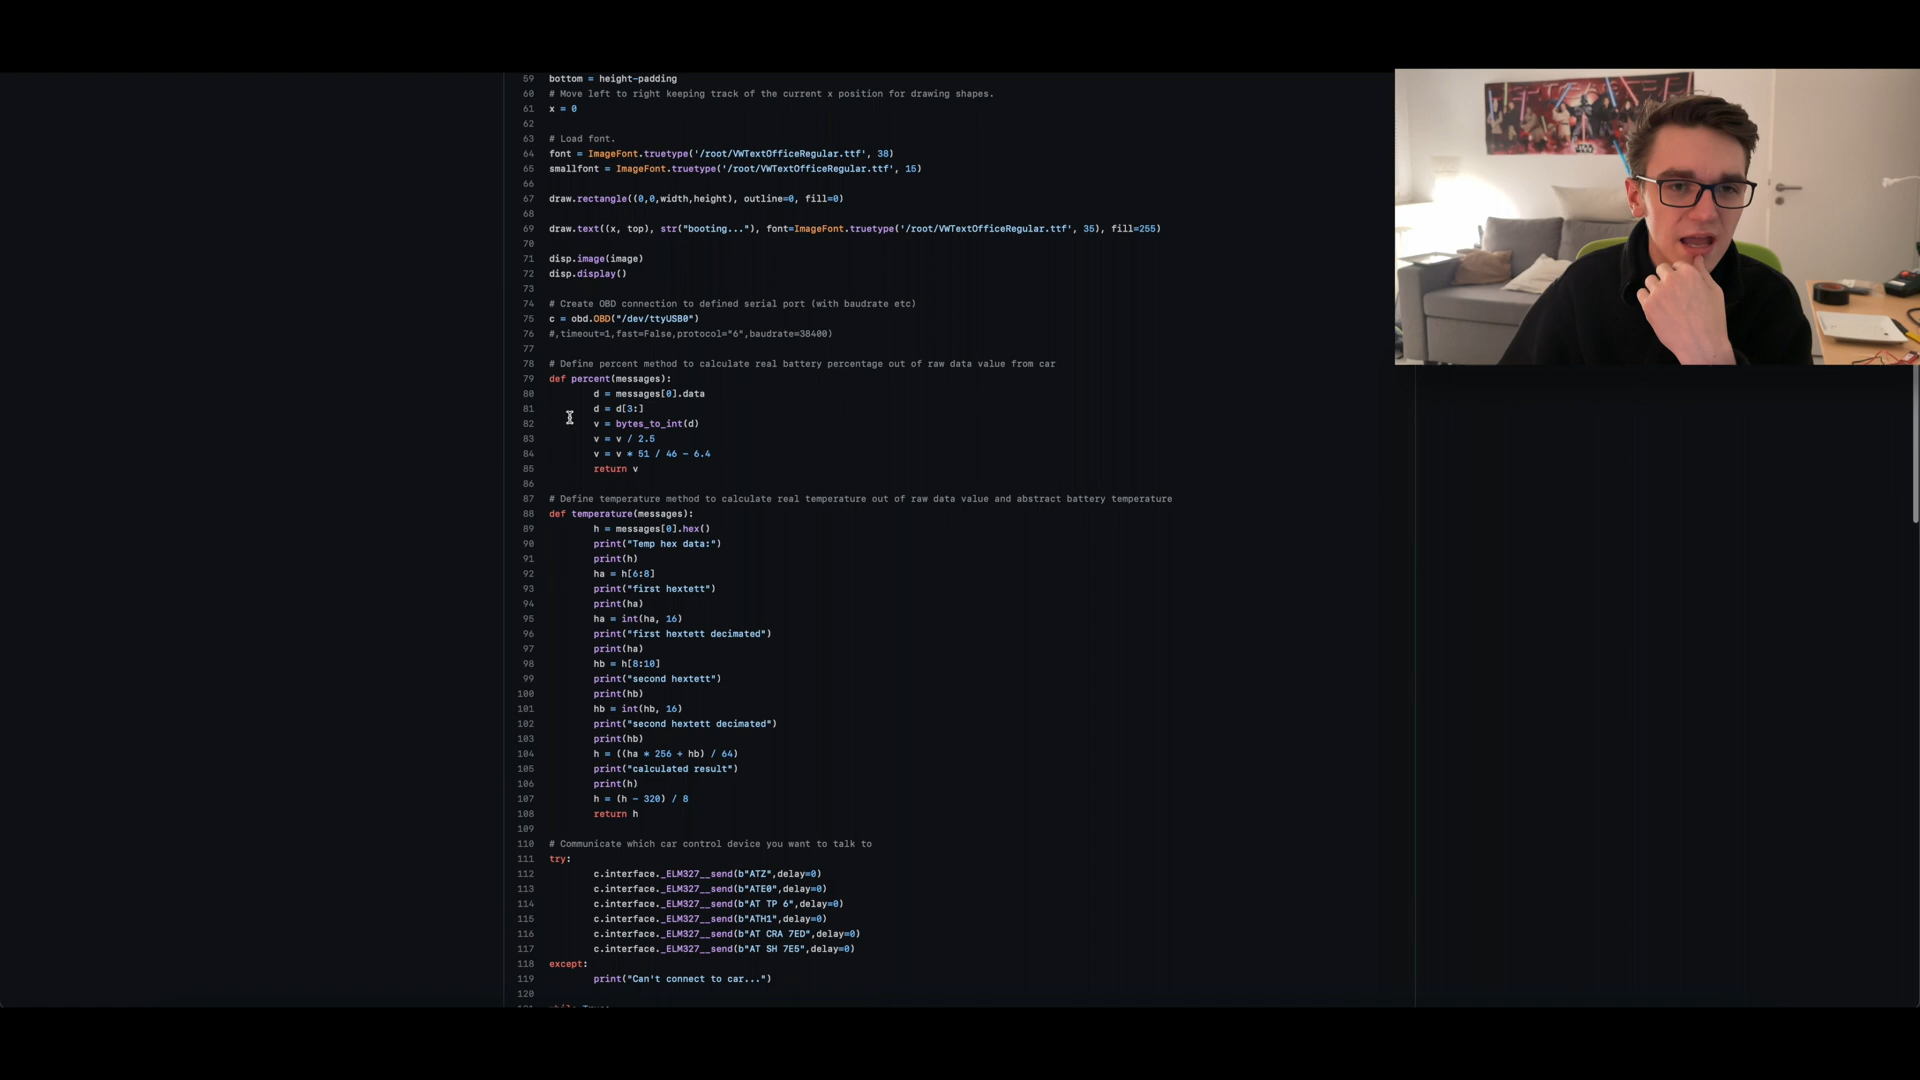 59 bottom = height-padding
60 # Move left to right keeping track of the current x position for drawing shapes.
61 x = 0
62
63 # Load font.
64 font = ImageFont.truetype('/root/VWTextOfficeRegular.ttf', 38)
65 smallfont = ImageFont.truetype('/root/VWTextOfficeRegular.ttf', 15)
66
67 draw.rectangle((0,0,width,height), outline=0, fill=0)
68
69 draw.text((x, top), str("booting..."), font=ImageFont.truetype('/root/VWTextOfficeRegular.ttf', 35), fill=255)
70
71 disp.image(image)
72 disp.display()
73
74 # Create OBD connection to defined serial port (with baudrate etc)
75 c = obd.OBD("/dev/ttyUSB0")
76 #,timeout=1,fast=False,protocol="6",baudrate=38400)
77
78 # Define percent method to calculate real battery percentage out of raw data value from car
79 def percent(messages):
80 d = messages[0].data
81 d = d[3:]
82 v = bytes_to_int(d)
83 v = v / 2.5
84 v = v * 51 / 46 - 6.4
85 return v
86
87 # Define temperature method to calculate real temperature out of raw data value and abstract battery temperature
88 def temperature(messages):
89 h = messages[0].hex()
90 print("Temp hex data:")
91 print(h)
92 ha = h[6:8]
93 print("first hextett")
94 print(ha)
95 ha = int(ha, 16)
96 print("first hextett decimated")
97 print(ha)
98 hb = h[8:10]
99 print("second hextett")
100 print(hb)
101 hb = int(hb, 16)
102 print("second hextett decimated")
103 print(hb)
104 h = ((ha * 256 + hb) / 64)
105 print("calculated result")
106 print(h)
107 h = (h - 320) / 8
108 return h
109
110 # Communicate which car control device you want to talk to
111 try:
112 c.interface._ELM327__send(b"ATZ",delay=0)
113 c.interface._ELM327__send(b"ATE0",delay=0)
114 c.interface._ELM327__send(b"AT TP 6",delay=0)
115 c.interface._ELM327__send(b"ATH1",delay=0)
116 c.interface._ELM327__send(b"AT CRA 7ED",delay=0)
117 c.interface._ELM327__send(b"AT SH 7E5",delay=0)
118 except:
119 print("Can't connect to car...")
120